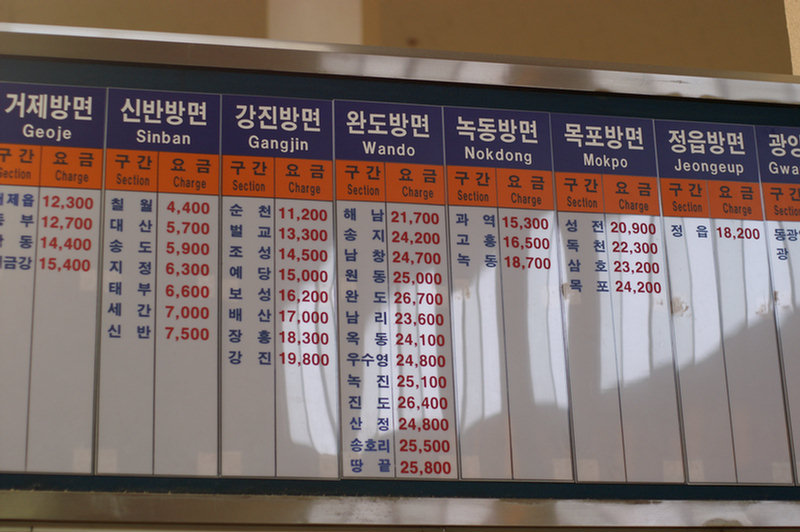 거제방면
Geoje
구간 요금
Section Charge
12,300
12,700
14,400
15,400
신반방면
Sinban
구간 요금
Section Charge
칠원 4,400
대산 5,700
송도 5,900
지정 6,300
태부 6,600
세간 7,000
신반 7,500
강진방면
Gangjin
구간 요금
Section Charge
순천 11,200
벌교 13,300
조성 14,500
예당 15,000
보성 16,200
배산 17,000
장흥 18,300
강진 19,800
완도방면
Wando
구간 요금
Section Charge
해남 21,700
송지 24,200
남창 24,700
원동 25,000
완도 26,700
남리 23,600
옥동 24,100
우수영 24,800
녹진 25,100
진도 26,400
산정 24,800
송호리 25,500
땅끝 25,800
녹동방면
Nokdong
구간 요금
Section Charge
과역 15,300
고흥 16,500
녹동 18,700
목포방면
Mokpo
구간 요금
Section Charge
성전 20,900
독천 22,300
삼호 23,200
목포 24,200
정읍방면
Jeongeup
구간 요금
Section Charge
정읍 18,200
광양
Gwa
구간
Section
동광양
광